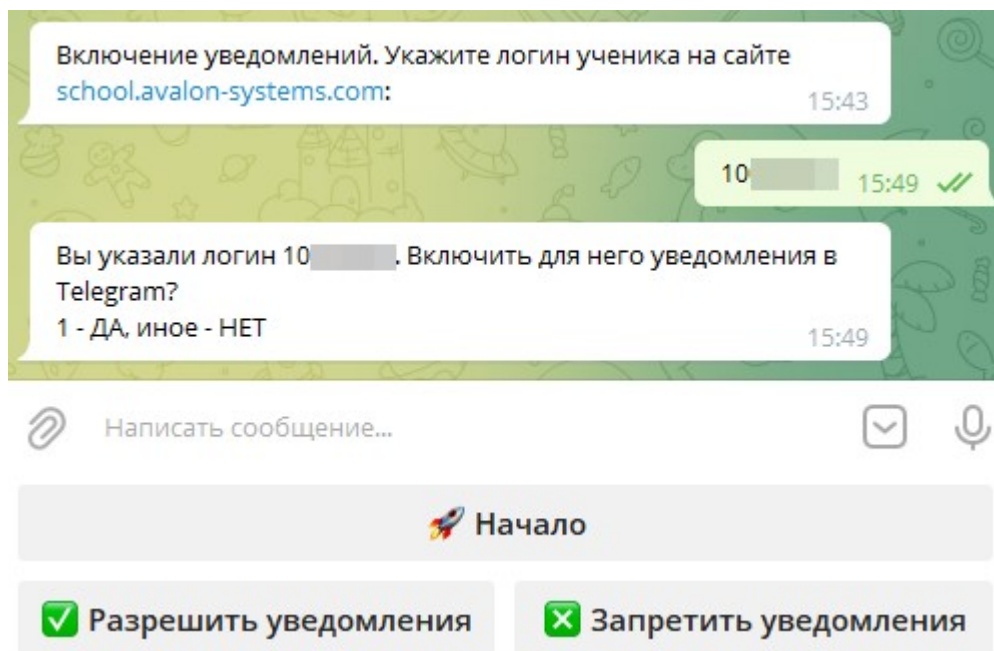 Включение уведомлений. Укажите логин ученика на сайте
school.avalon-systems.com:
15:43
10
15:49
Вы указали логин 10 . Включить для него уведомления в
Telegram?
1 - ДА, иное - НЕТ
15:49
Написать сообщение...
🚀 Начало
✅ Разрешить уведомления
❎ Запретить уведомления